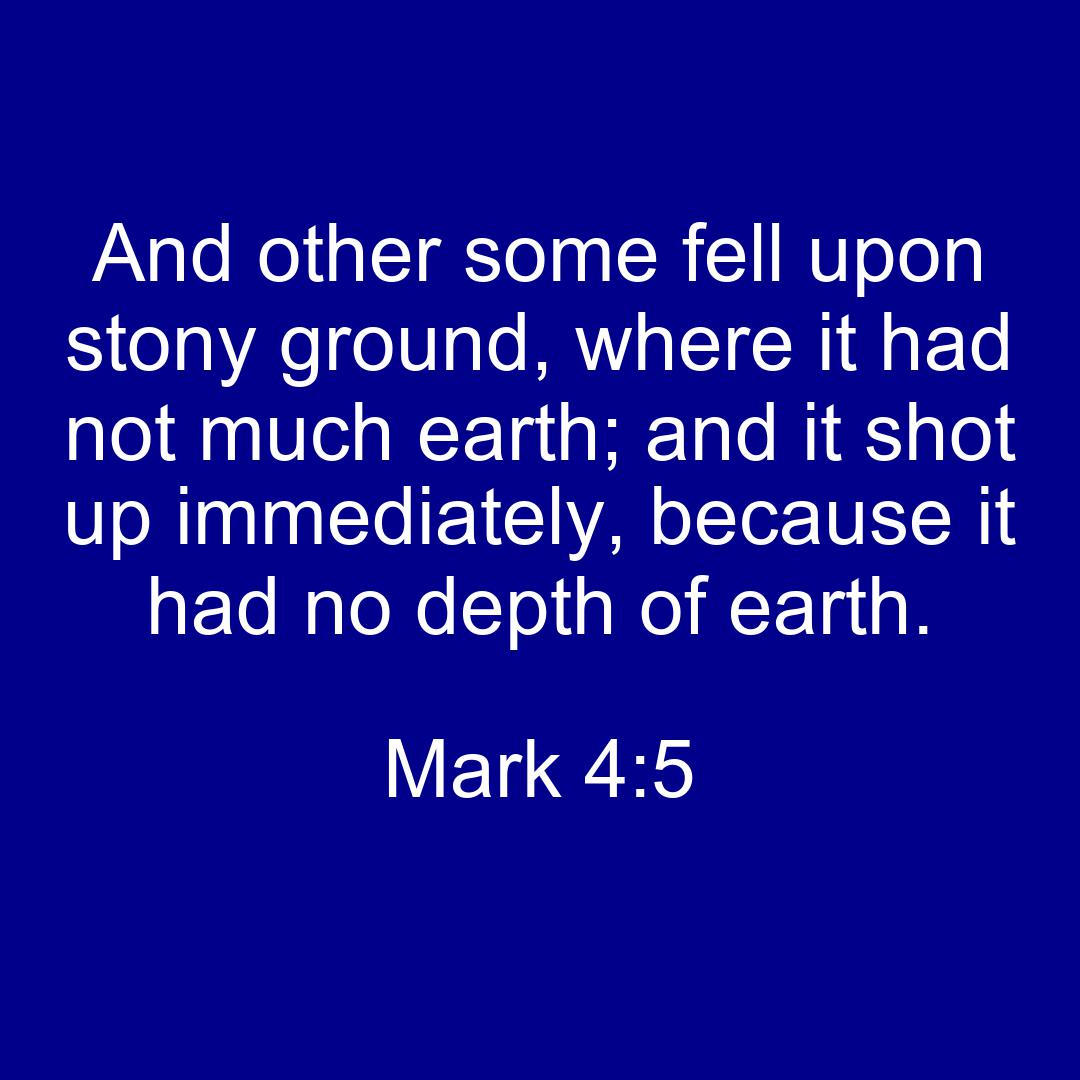 And other some fell upon
stony ground, where it had
not much earth; and it shot
up immediately, because it
had no depth of earth.
Mark 4:5